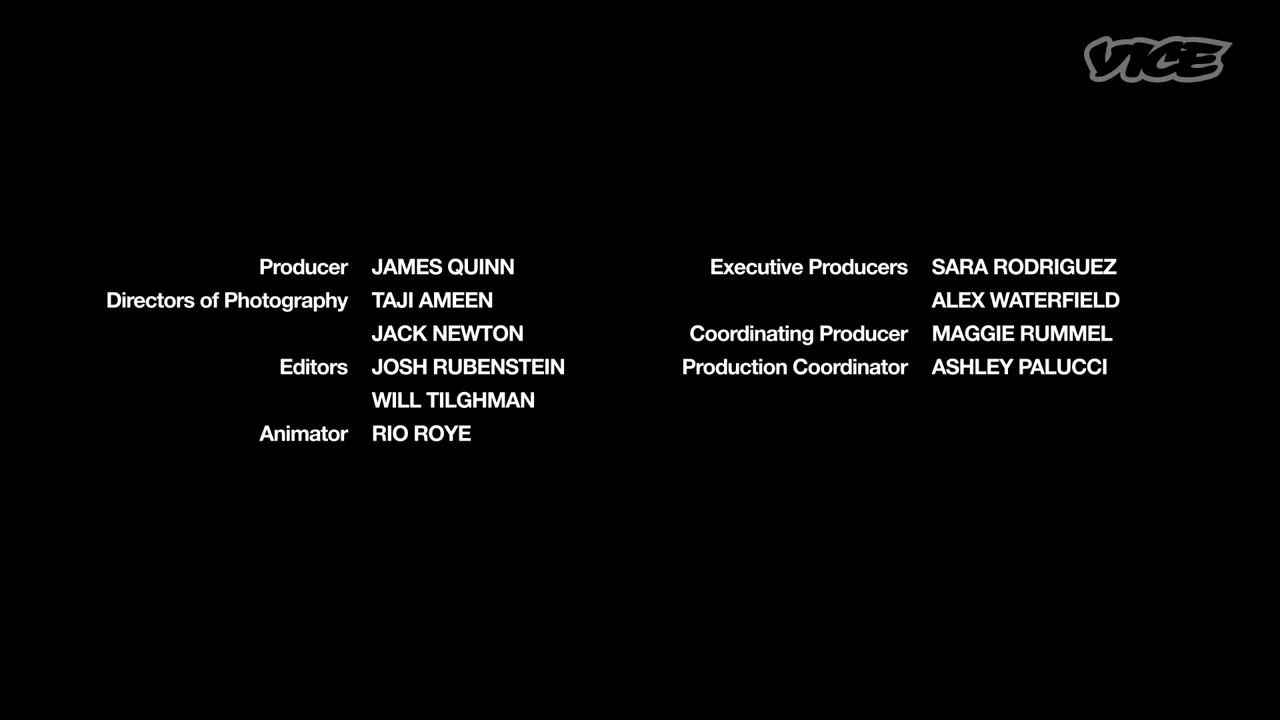 VICE
Producer JAMES QUINN
Directors of Photography TAJI AMEEN
JACK NEWTON
Editors JOSH RUBENSTEIN
WILL TILGHMAN
Animator RIO ROYE
Executive Producers SARA RODRIGUEZ
ALEX WATERFIELD
Coordinating Producer MAGGIE RUMMEL
Production Coordinator ASHLEY PALUCCI